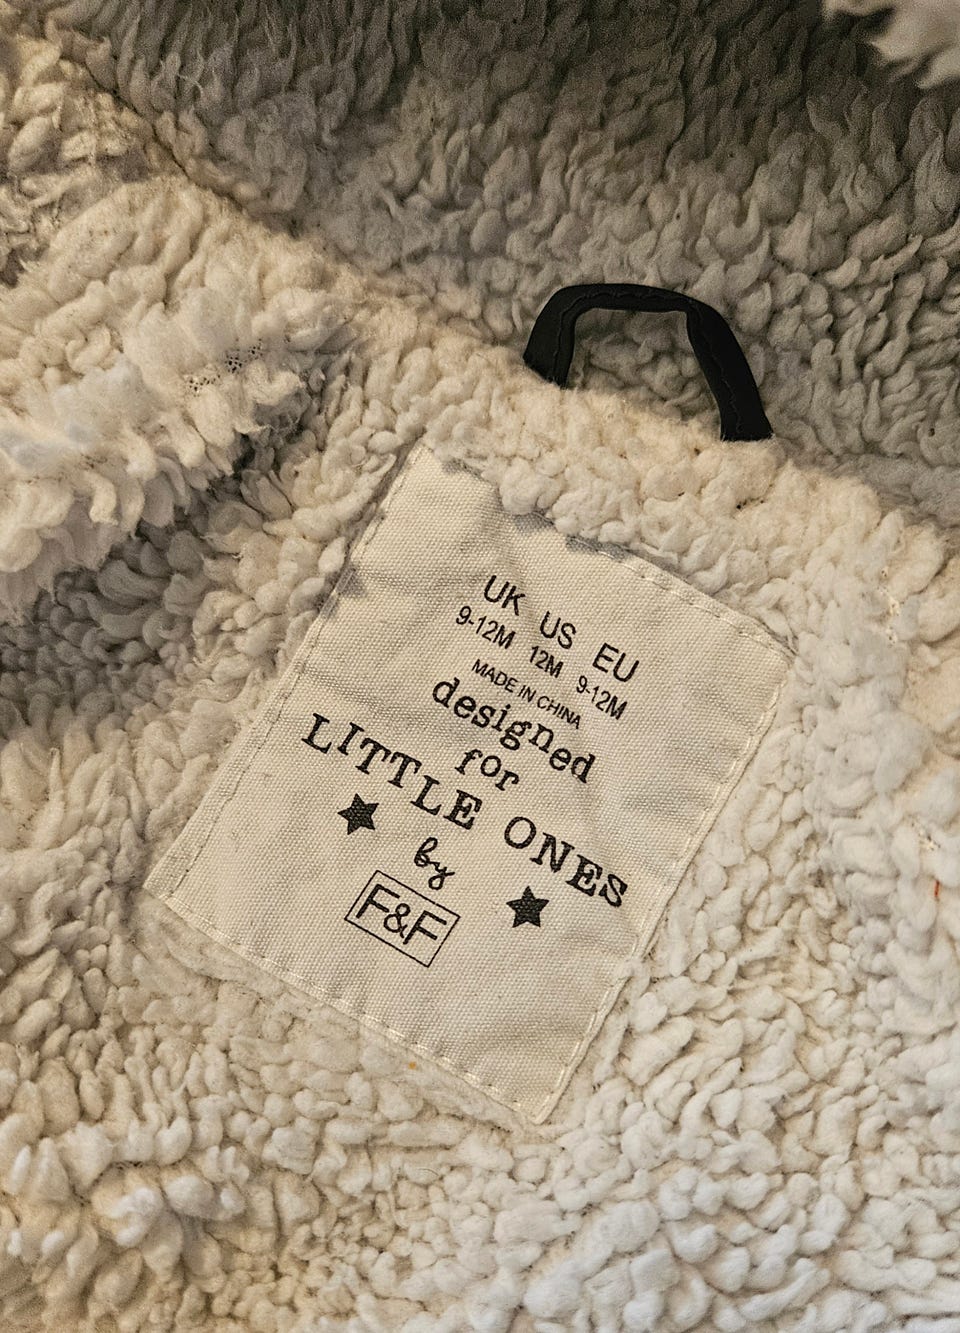 UK US EU
9-12M 12M 9-12M
MADE IN CHINA
designed
for
LITTLE ONES
by
F&F